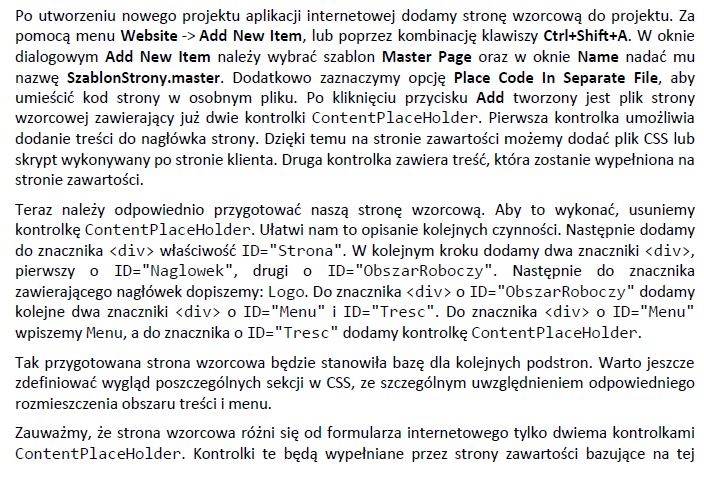 Po utworzeniu nowego projektu aplikacji internetowej dodamy stronę wzorcową do projektu. Za
pomocą menu Website -> Add New Item, lub poprzez kombinację klawiszy Ctrl+Shift+A. W oknie
dialogowym Add New Item należy wybrać szablon Master Page oraz w oknie Name nadać mu
nazwę SzablonStrony.master. Dodatkowo zaznaczymy opcję Place Code In Separate File, aby
umieścić kod strony w osobnym pliku. Po kliknięciu przycisku Add tworzony jest plik strony
wzorcowej zawierający już dwie kontrolki ContentPlaceHolder. Pierwsza kontrolka umożliwia
dodanie treści do nagłówka strony. Dzięki temu na stronie zawartości możemy dodać plik CSS lub
skrypt wykonywany po stronie klienta. Druga kontrolka zawiera treść, która zostanie wypełniona na
stronie zawartości.
Teraz należy odpowiednio przygotować naszą stronę wzorcową. Aby to wykonać, usuniemy
kontrolkę ContentPlaceHolder. Ułatwi nam to opisanie kolejnych czynności. Następnie dodamy
do znacznika <div> właściwość ID="Strona". W kolejnym kroku dodamy dwa znaczniki <div>,
pierwszy o ID="Naglowek", drugi o ID="ObszarRoboczy". Następnie do znacznika
zawierającego nagłówek dopiszemy: Logo. Do znacznika <div> o ID="ObszarRoboczy" dodamy
kolejne dwa znaczniki <div> o ID="Menu" i ID="Tresc". Do znacznika <div> o ID="Menu"
wpiszemy Menu, a do znacznika o ID="Tresc" dodamy kontrolkę ContentPlaceHolder.
Tak przygotowana strona wzorcowa będzie stanowiła bazę dla kolejnych podstron. Warto jeszcze
zdefiniować wygląd poszczególnych sekcji w CSS, ze szczególnym uwzględnieniem odpowiedniego
rozmieszczenia obszaru treści i menu.
Zauważmy, że strona wzorcowa różni się od formularza internetowego tylko dwiema kontrolkami
ContentPlaceHolder. Kontrolki te będą wypełniane przez strony zawartości bazujące na tej